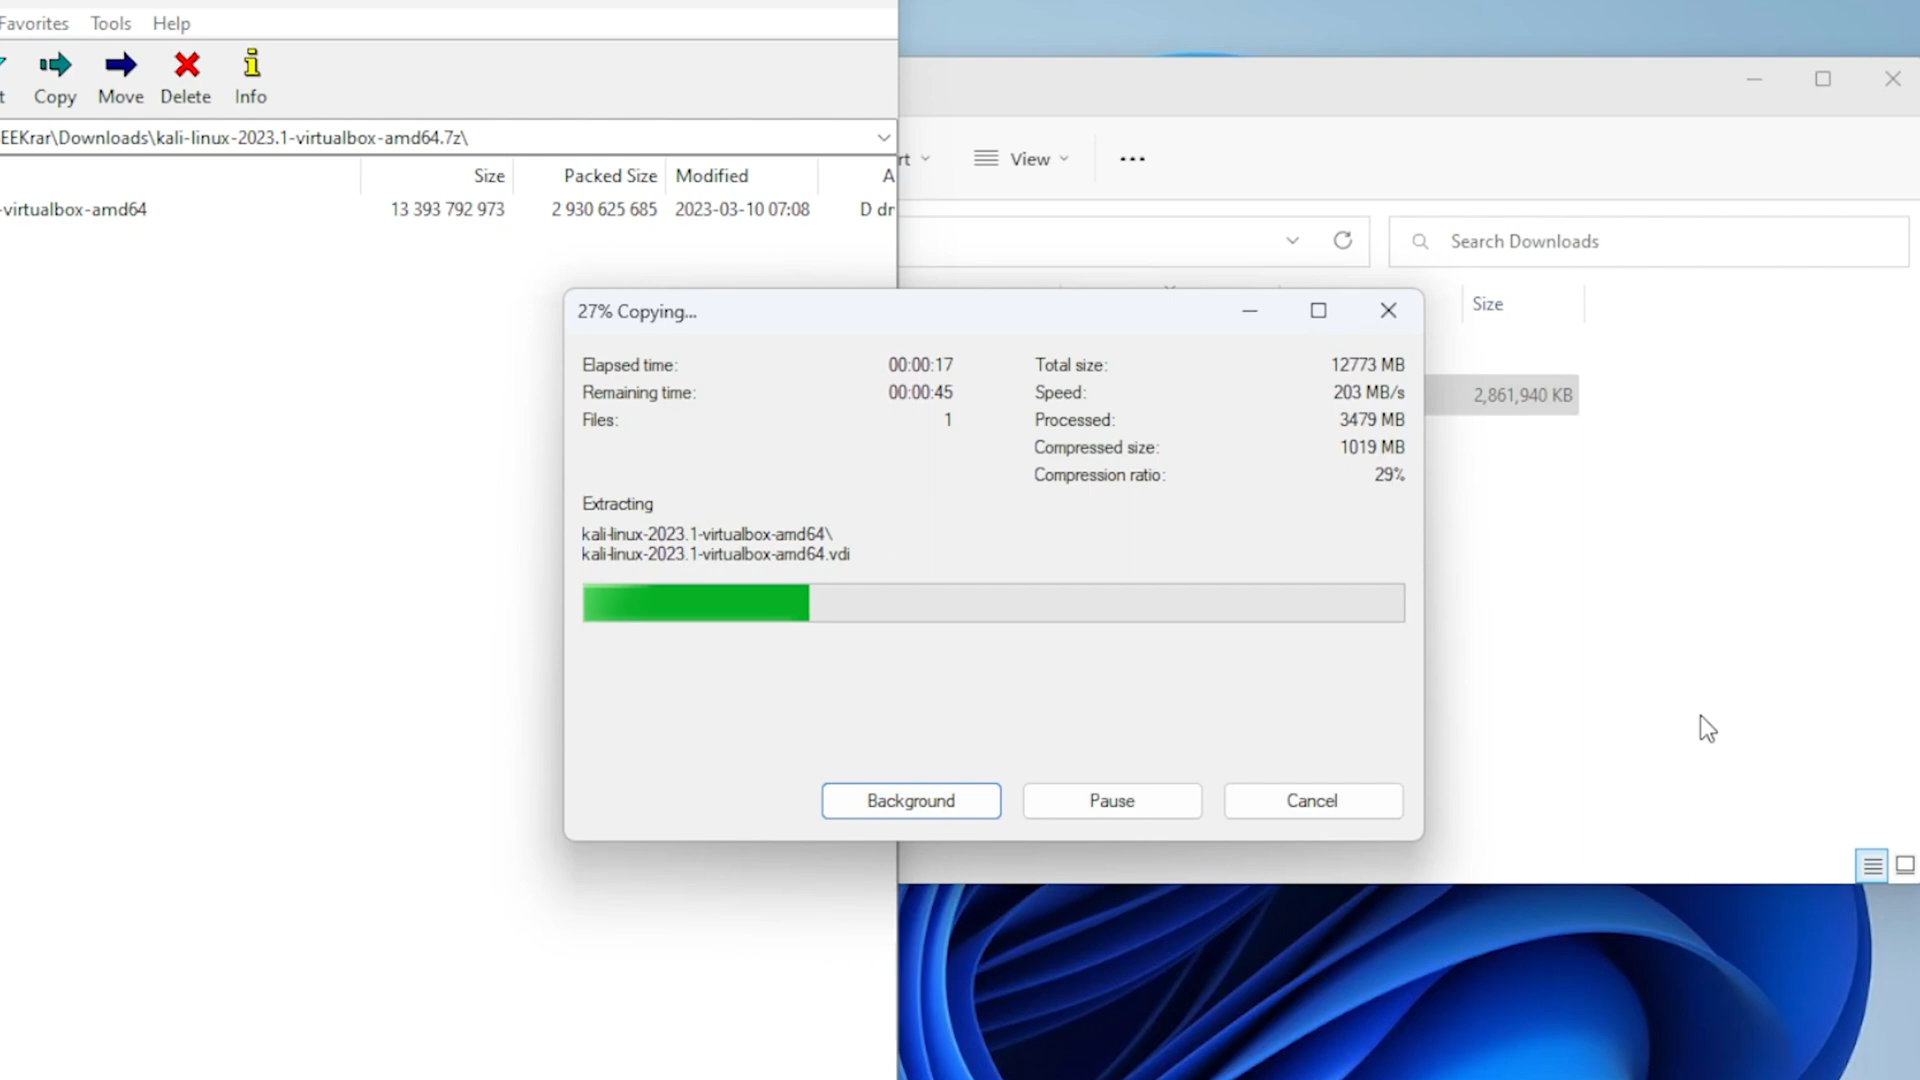 Favorites Tools Help
t Copy Move Delete Info
EEKrar\Downloads\kali-linux-2023.1-virtualbox-amd64.7z\
Size Packed Size Modified A
-virtualbox-amd64 13 393 792 973 2 930 625 685 2023-03-10 07:08 D dr
rt View •••
Search Downloads
Size
2,861,940 KB
27% Copying...
Elapsed time: 00:00:17 Total size: 12773 MB
Remaining time: 00:00:45 Speed: 203 MB/s
Files: 1 Processed: 3479 MB
Compressed size: 1019 MB
Compression ratio: 29%
Extracting
kali-linux-2023.1-virtualbox-amd64\
kali-linux-2023.1-virtualbox-amd64.vdi
Background Pause Cancel